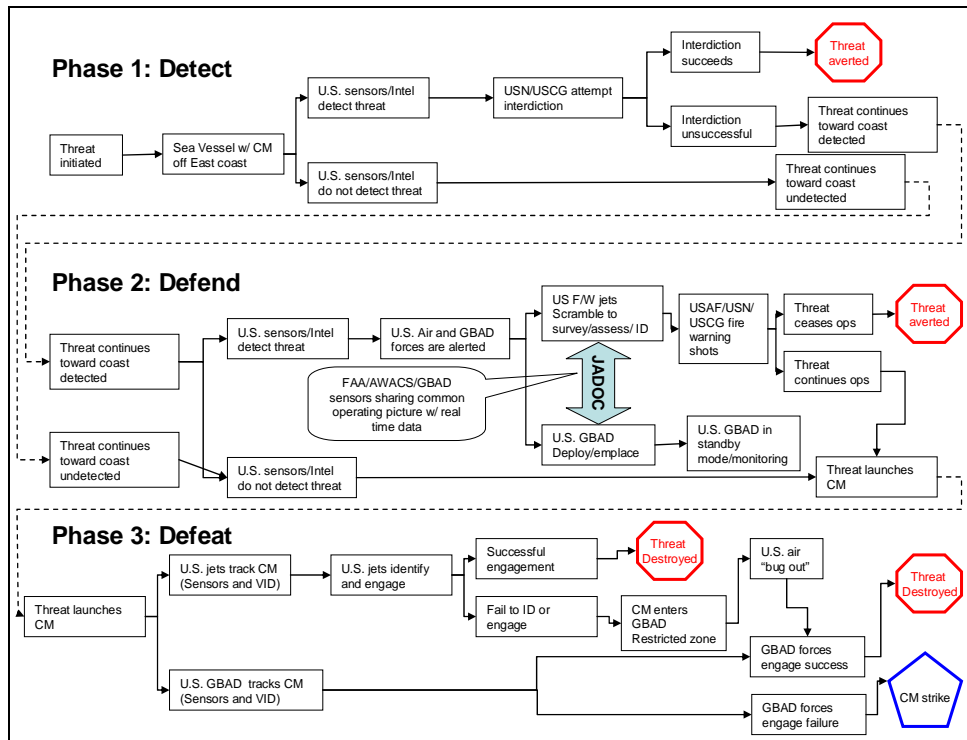 Phase 1: Detect
Threat
initiated
Sea Vessel w/ CM
off East coast
U.S. sensors/Intel
detect threat
U.S. sensors/Intel
do not detect threat
USN/USCG attempt
interdiction
Interdiction
succeeds
Interdiction
unsuccessful
Threat
averted
Threat continues
toward coast
detected
Threat continues
toward coast
undetected
Phase 2: Defend
Threat continues
toward coast
detected
Threat continues
toward coast
undetected
U.S. sensors/Intel
detect threat
U.S. sensors/Intel
do not detect threat
U.S. Air and GBAD
forces are alerted
FAA/AWACS/GBAD
sensors sharing common
operating picture w/ real
time data
US F/W jets
Scramble to
survey/assess/ ID
JADOC
U.S. GBAD
Deploy/emplace
USAF/USN/
USCG fire
warning
shots
U.S. GBAD in
standby
mode/monitoring
Threat
ceases ops
Threat
continues ops
Threat
averted
Threat launches
CM
Phase 3: Defeat
Threat launches
CM
U.S. jets track CM
(Sensors and VID)
U.S. GBAD tracks CM
(Sensors and VID)
U.S. jets identify
and engage
Successful
engagement
Fail to ID or
engage
Threat
Destroyed
CM enters
GBAD
Restricted zone
U.S. air
“bug out”
GBAD forces
engage success
GBAD forces
engage failure
Threat
Destroyed
CM strike